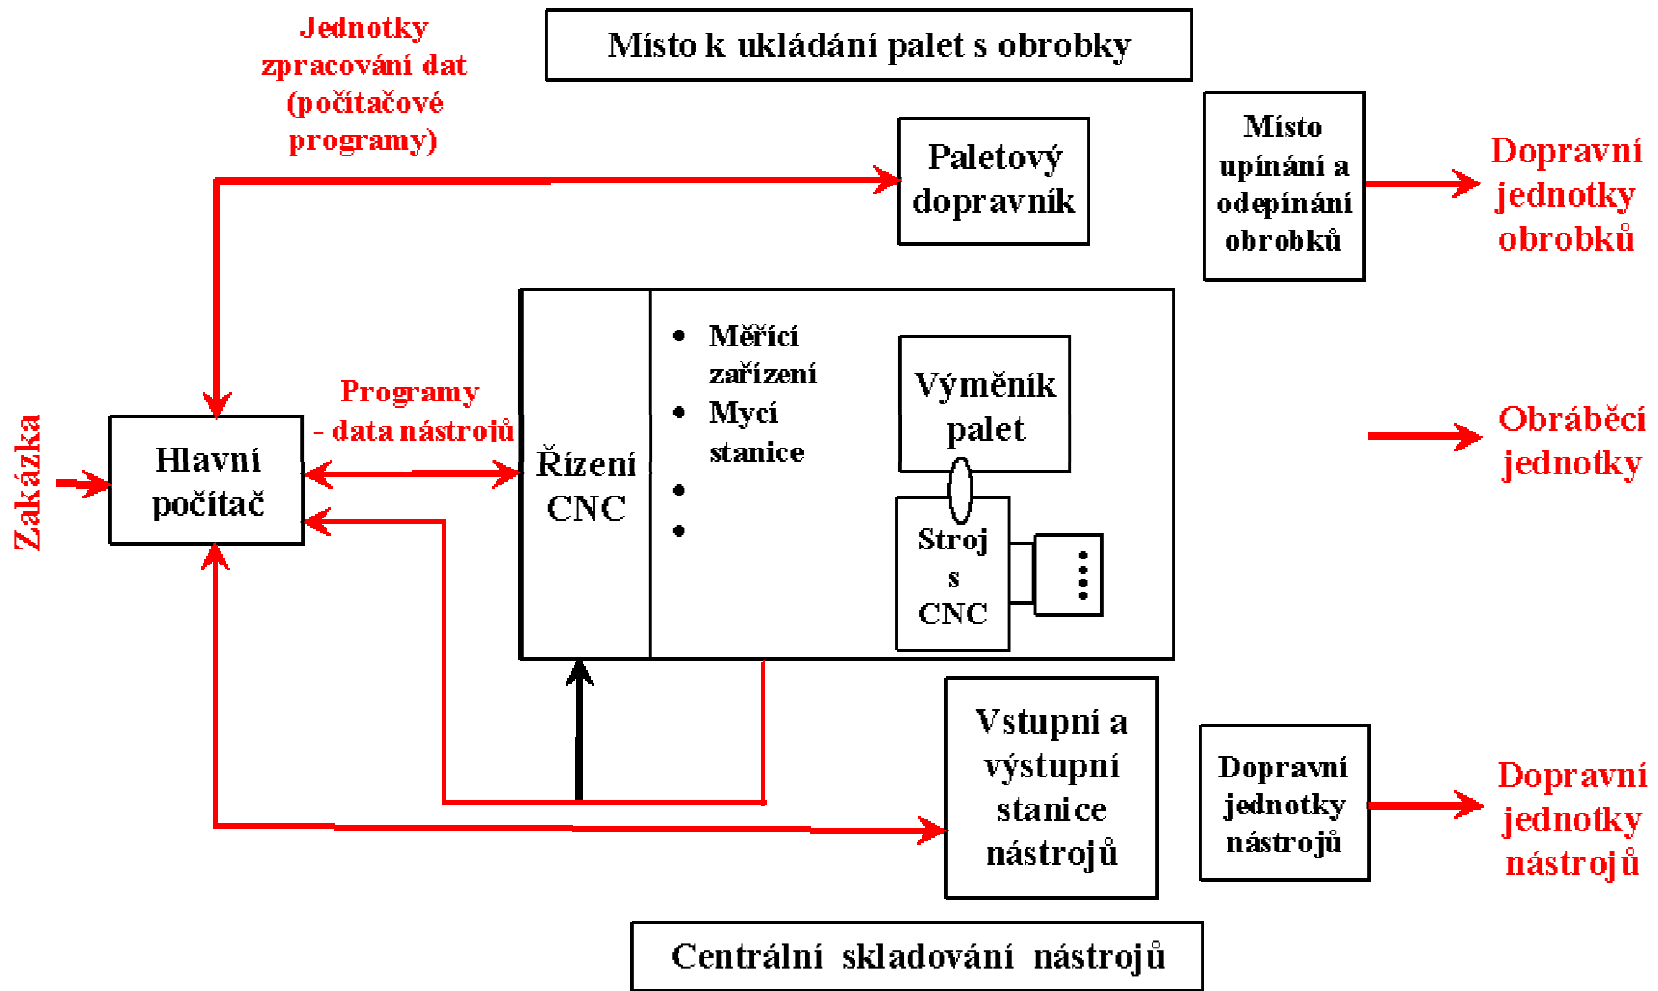 Jednotky
zpracování dat
(počítačové
programy)
Místo k ukládání palet s obrobky
Paletový
dopravník
Místo
upínání a
odepínání
obrobků
Dopravní
jednotky
obrobků
Zakázka
Hlavní
počítač
Programy
- data nástrojů
Řízení
CNC
• Měřící
zařízení
• Mycí
stanice
•
•
Výměník
palet
Stroj
s
CNC
Obráběcí
jednotky
Vstupní a
výstupní
stanice
nástrojů
Dopravní
jednotky
nástrojů
Dopravní
jednotky
nástrojů
Centrální skladování nástrojů